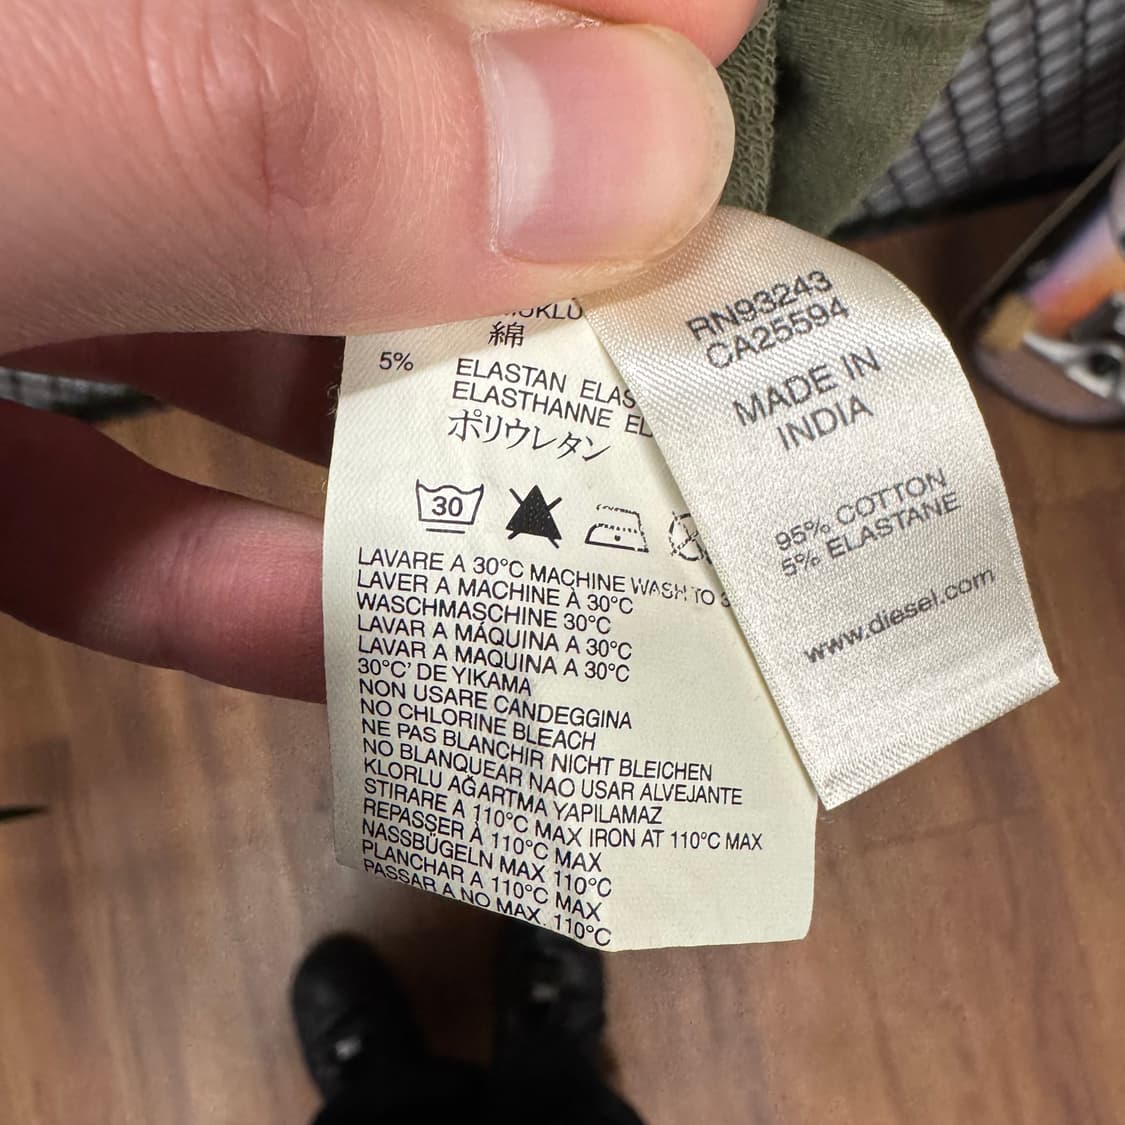 綿
5%
ELASTAN
ELASTHANNE
ポリウレタン
30
LAVARE A 30°C MACHINE WASH TO
LAVER A MACHINE À 30°C
WASCHMASCHINE 30°C
LAVAR A MÁQUINA A 30°C
LAVAR A MAQUINA A 30°C
30°C' DE YIKAMA
NON USARE CANDEGGINA
NO CHLORINE BLEACH
NE PAS BLANCHIR NICHT BLEICHEN
NO BLANQUEAR NAO USAR ALVEJANTE
KLORLU AĞARTMA YAPILAMAZ
STIRARE A 110°C MAX IRON AT 110°C MAX
REPASSER À 110°C MAX
NASSBÜGELN MAX 110°C
PLANCHAR A 110°C MAX
PASSAR A NO MAX. 110°C
RN93243
CA25594
MADE IN
INDIA
95% COTTON
5% ELASTANE
www.diesel.com